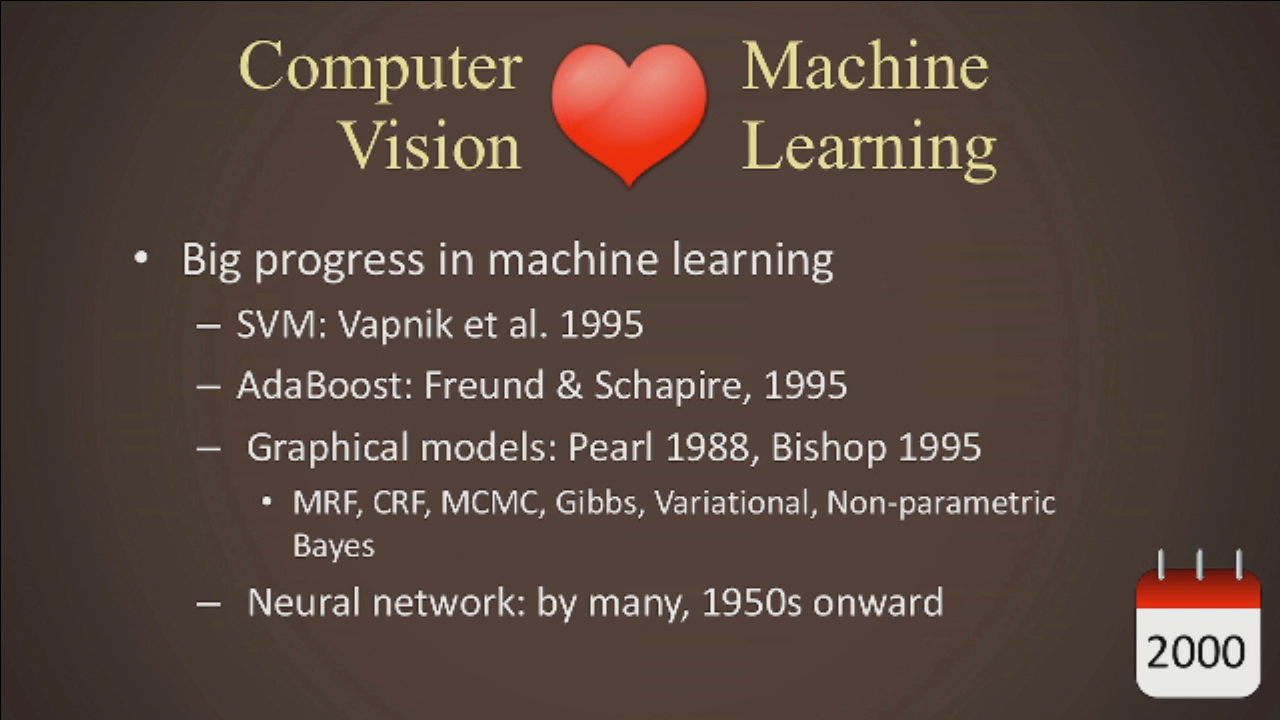 Computer Machine
Vision Learning
• Big progress in machine learning
– SVM: Vapnik et al. 1995
– AdaBoost: Freund & Schapire, 1995
– Graphical models: Pearl 1988, Bishop 1995
• MRF, CRF, MCMC, Gibbs, Variational, Non-parametric
Bayes
– Neural network: by many, 1950s onward
2000